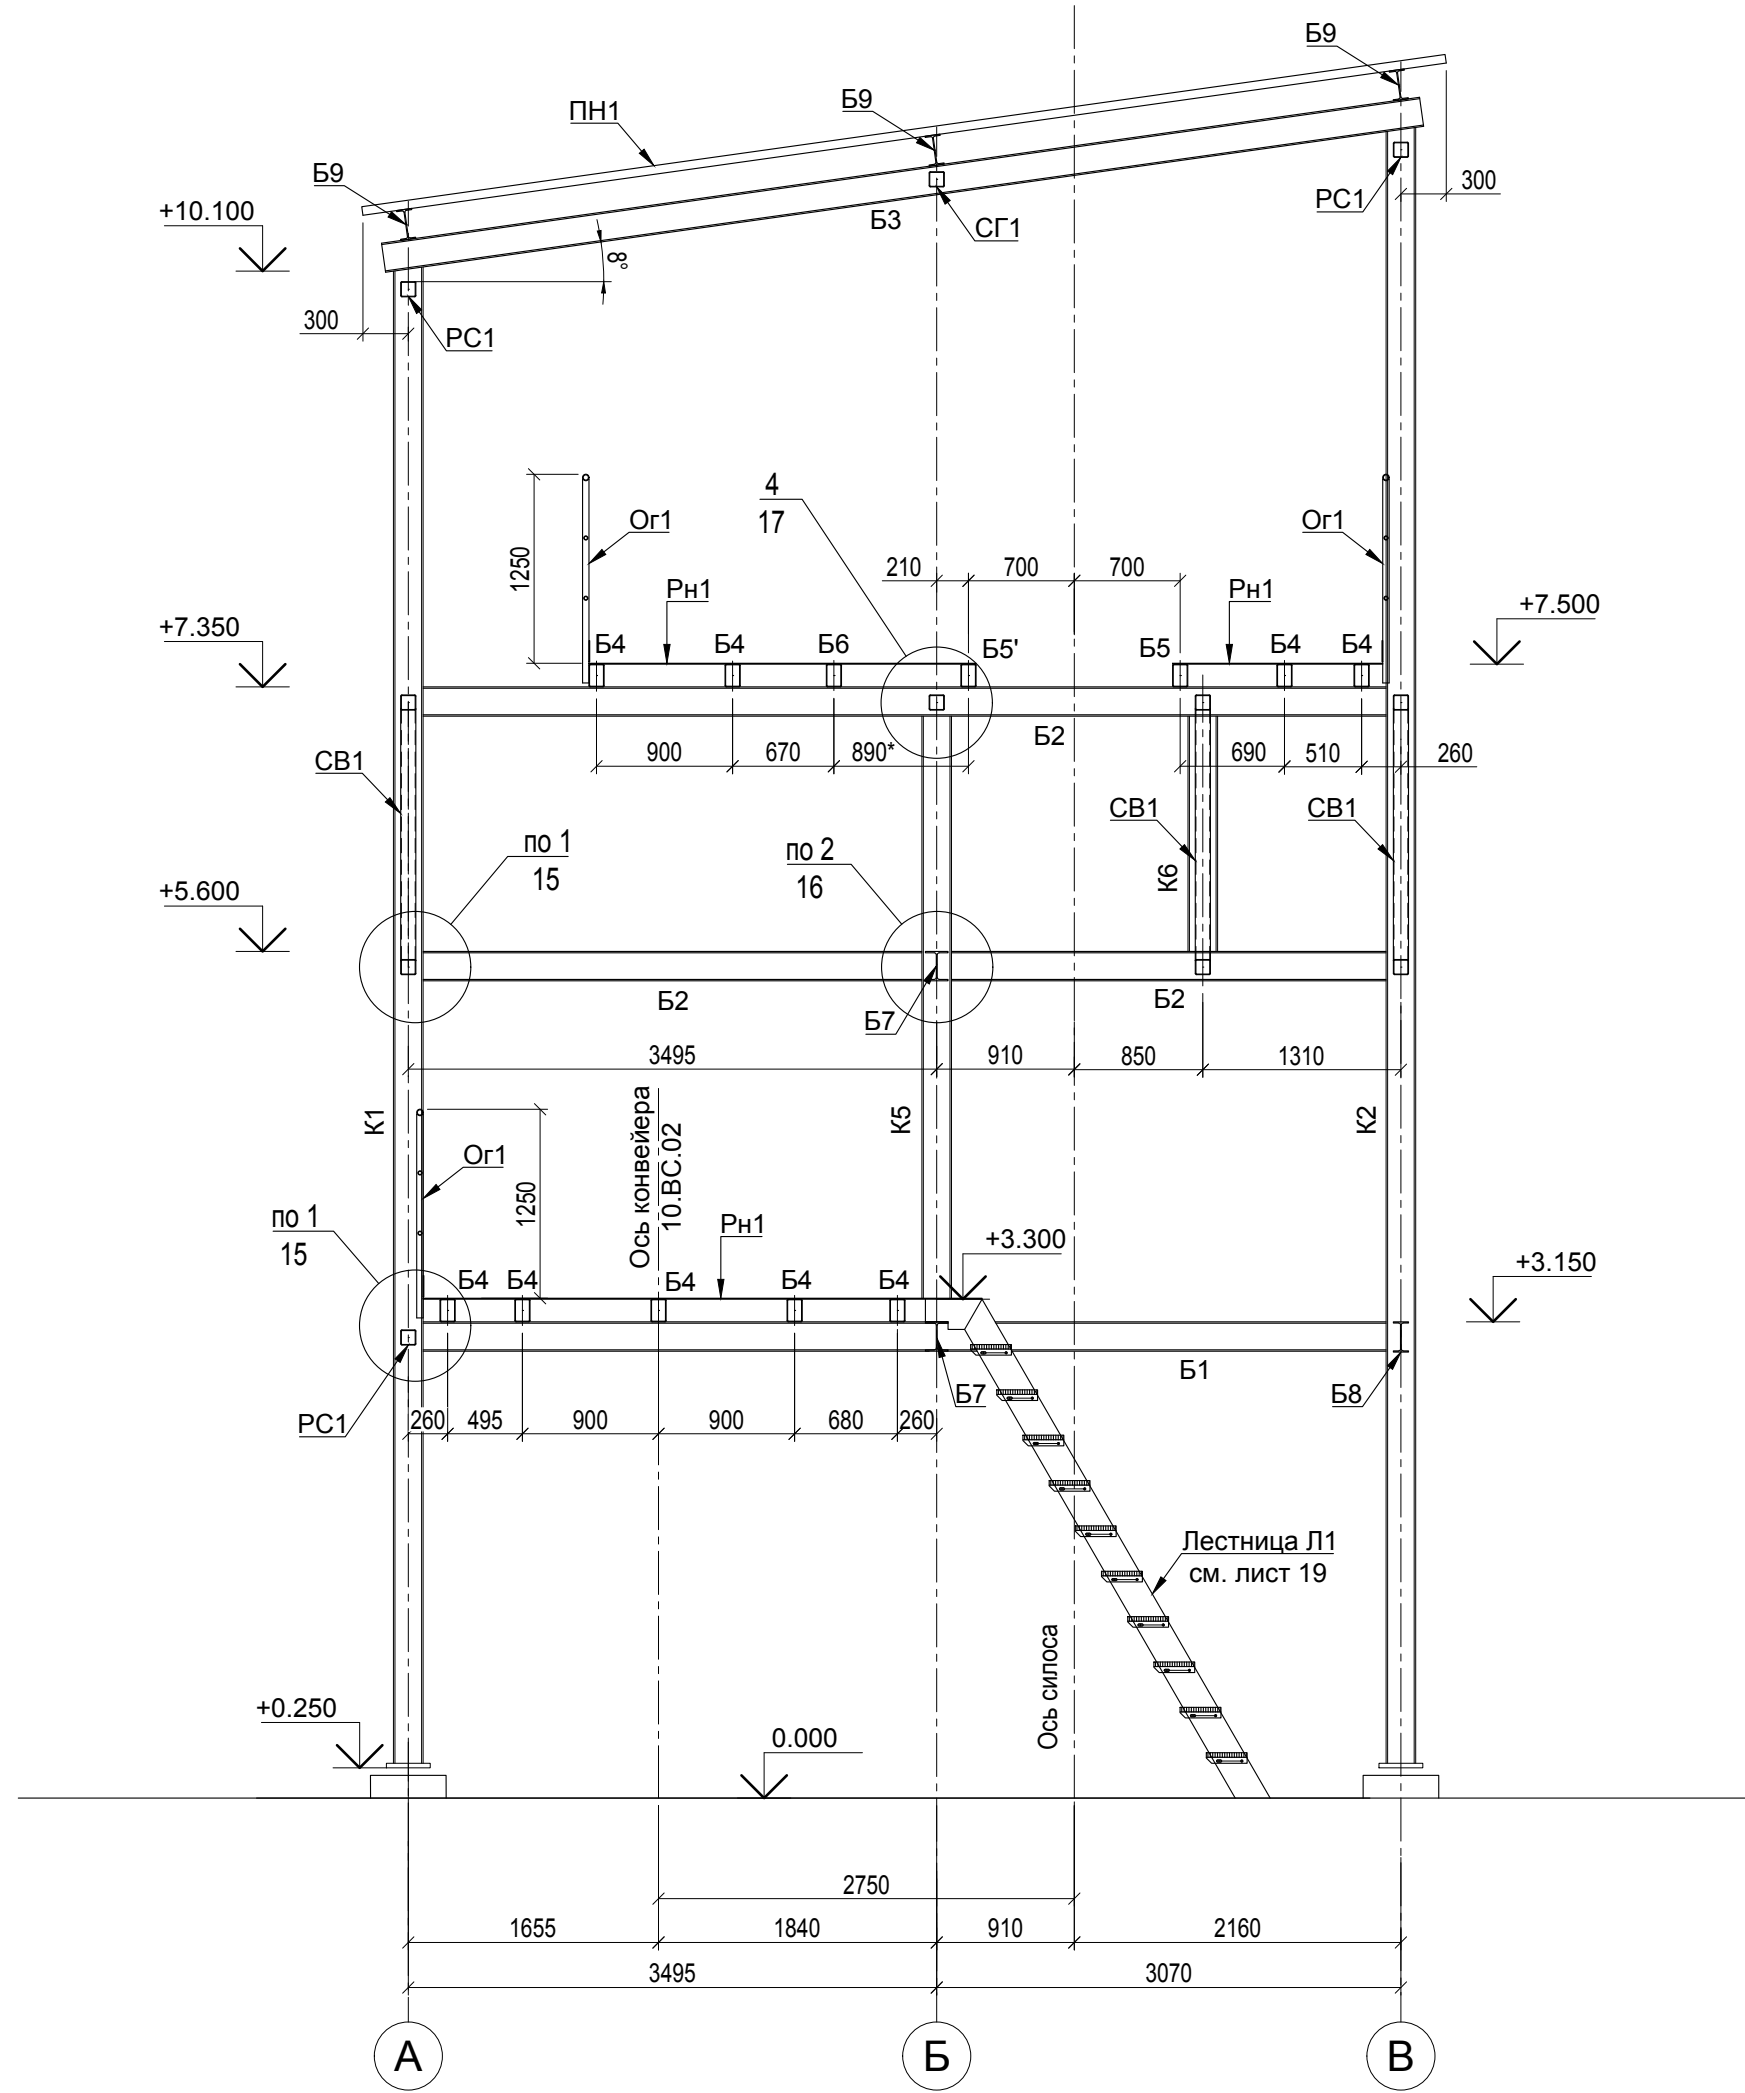 Б9
Б9
ПН1
Б9
+10.100
РС1
300
Б3
СГ1
8°
300
РС1
4
17
Ог1
Ог1
1250
210
700
700
Рн1
Рн1
+7.350
+7.500
Б4
Б4
Б6
Б5'
Б5
Б4
Б4
Б2
900
670
890*
690
510
260
СВ1
СВ1
СВ1
по 1
15
по 2
16
К6
+5.600
Б2
Б2
Б7
3495
910
850
1310
К1
К5
К2
Ось конвейера
10.ВС.02
Ог1
1250
по 1
15
Рн1
+3.300
+3.150
Б4
Б4
Б4
Б4
Б4
Б1
РС1
Б7
Б8
260
495
900
900
680
260
Лестница Л1
см. лист 19
Ось силоса
+0.250
0.000
2750
1655
1840
910
2160
3495
3070
А
Б
В